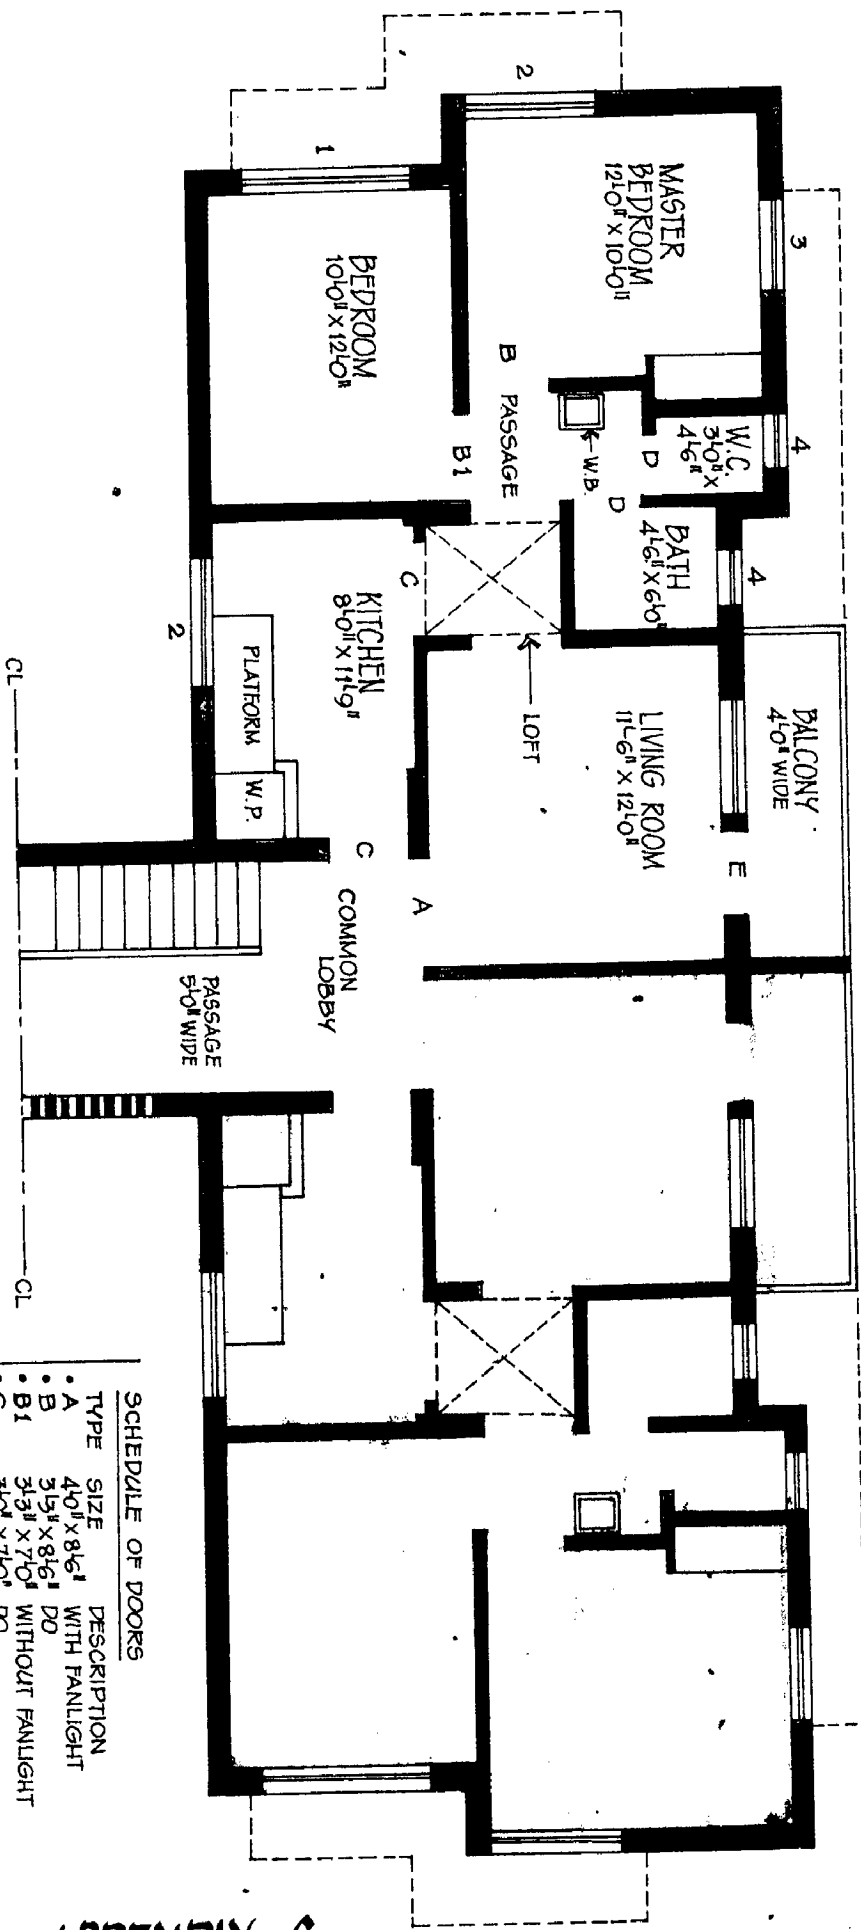 2
1
MASTER
BEDROOM
12'-0" X 10'-0"
3
BEDROOM
10'-0" X 12'-0"
B
PASSAGE
B1
W.B.
W.C.
3'-0" X
4'-6"
4
D
D
BATH
4'-6" X 6'-0"
4
C
KITCHEN
8'-0" X 11'-9"
2
PLATFORM
W.P.
LOFT
LIVING ROOM
11'-6" X 12'-0"
BALCONY
4'-0" WIDE
E
A
C
COMMON
LOBBY
PASSAGE
5'-0" WIDE
CL
CL
SCHEDULE OF DOORS
TYPE SIZE DESCRIPTION
• A 4'-0" X 8'-6" WITH FANLIGHT
• B 3'-3" X 8'-6" DO
• B1 3'-3" X 7'-0" WITHOUT FANLIGHT